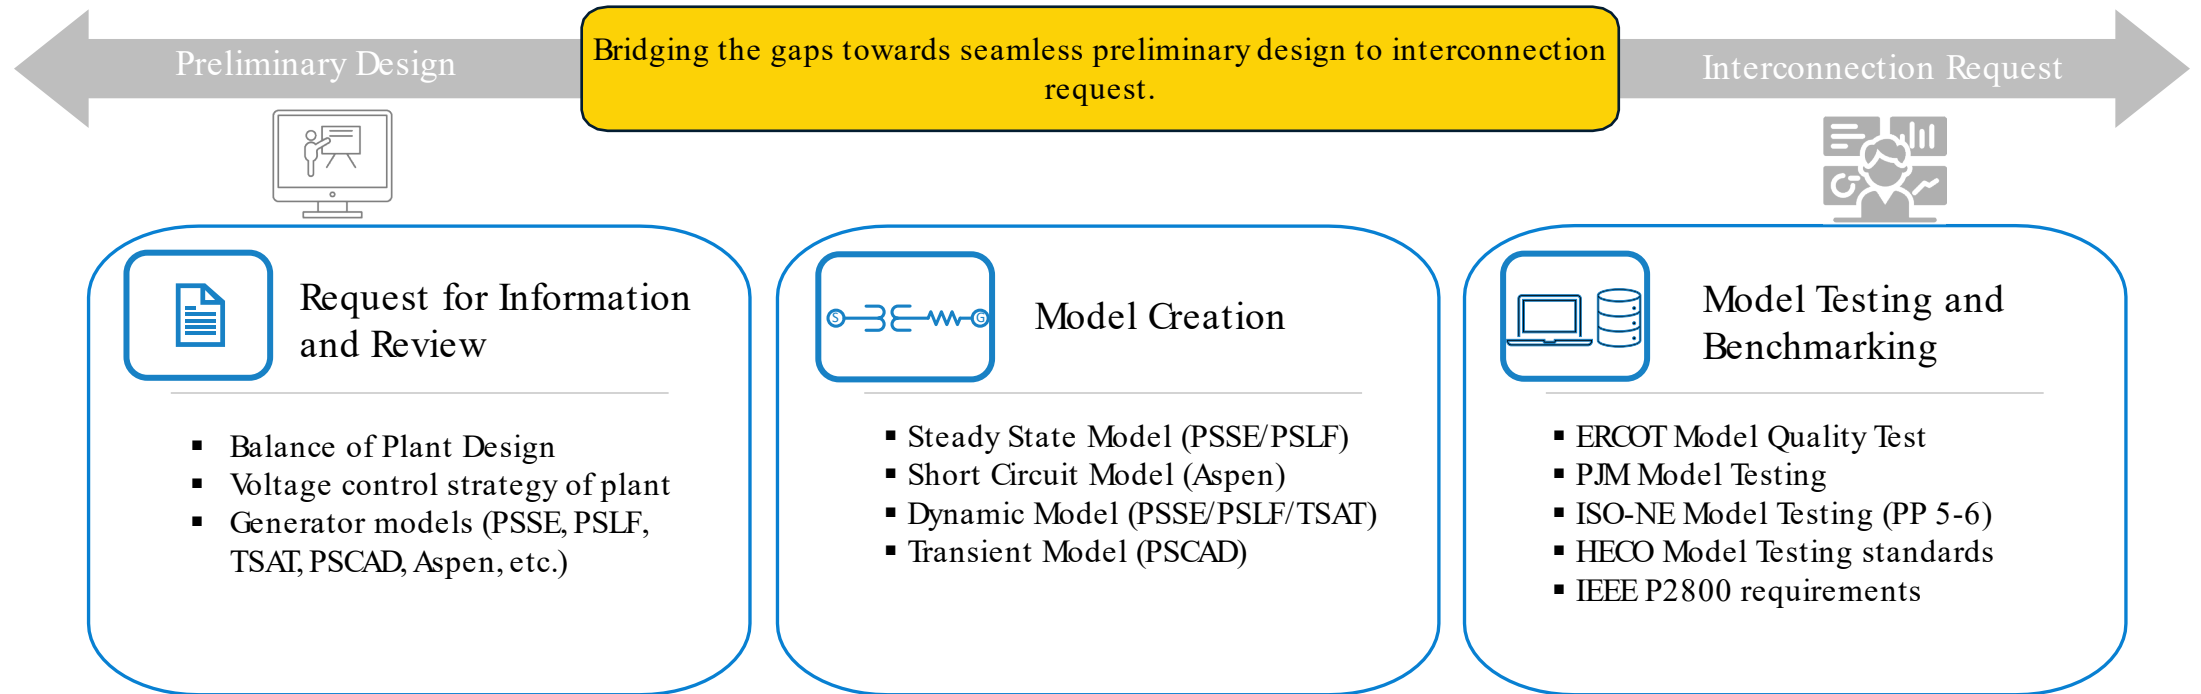 Preliminary Design
Bridging the gaps towards seamless preliminary design to interconnection
request.
Interconnection Request
Request for Information
and Review
▪ Balance of Plant Design
▪ Voltage control strategy of plant
▪ Generator models (PSSE, PSLF,
TSAT, PSCAD, Aspen, etc.)
S
G
Model Creation
▪ Steady State Model (PSSE/PSLF)
▪ Short Circuit Model (Aspen)
▪ Dynamic Model (PSSE/PSLF/TSAT)
▪ Transient Model (PSCAD)
Model Testing and
Benchmarking
▪ ERCOT Model Quality Test
▪ PJM Model Testing
▪ ISO-NE Model Testing (PP 5-6)
▪ HECO Model Testing standards
▪ IEEE P2800 requirements